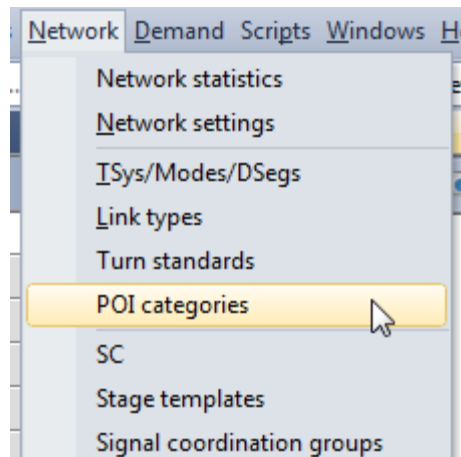 Network Demand Scripts Windows
Network statistics
Network settings
TSys/Modes/DSegs
Link types
Turn standards
POI categories
SC
Stage templates
Signal coordination groups